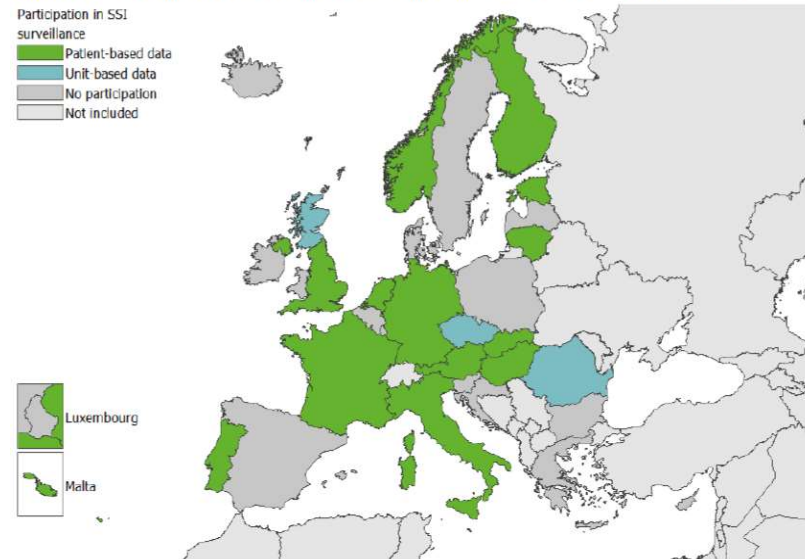 Participation in SSI
surveillance
Patient-based data
Unit-based data
No participation
Not included
Luxembourg
Malta